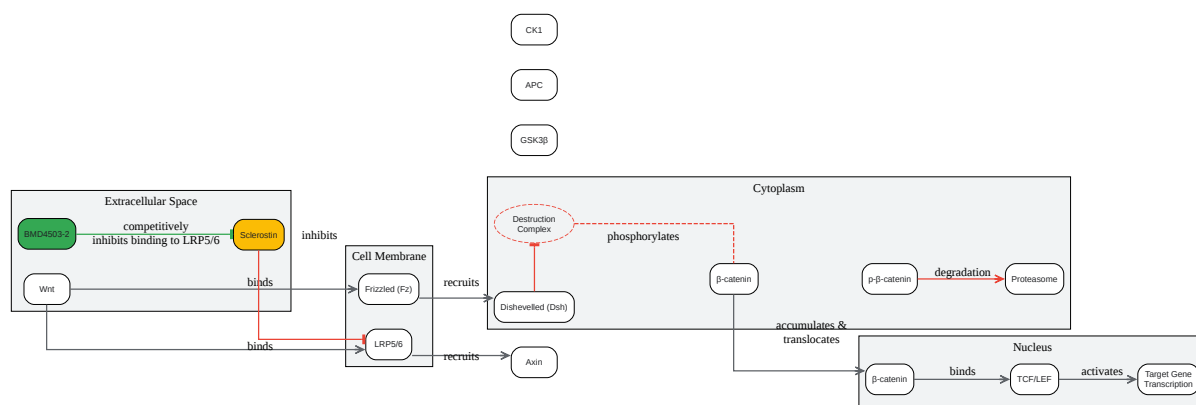 CK1
APC
GSK3β
Extracellular Space
BMD4503-2
competitively
inhibits binding to LRP5/6
Sclerostin
inhibits
Wnt
binds
binds
Cell Membrane
Frizzled (Fz)
LRP5/6
recruits
recruits
Axin
Cytoplasm
Destruction
Complex
phosphorylates
Dishevelled (Dsh)
β-catenin
p-β-catenin
degradation
Proteasome
accumulates &
translocates
Nucleus
β-catenin
binds
TCF/LEF
activates
Target Gene
Transcription